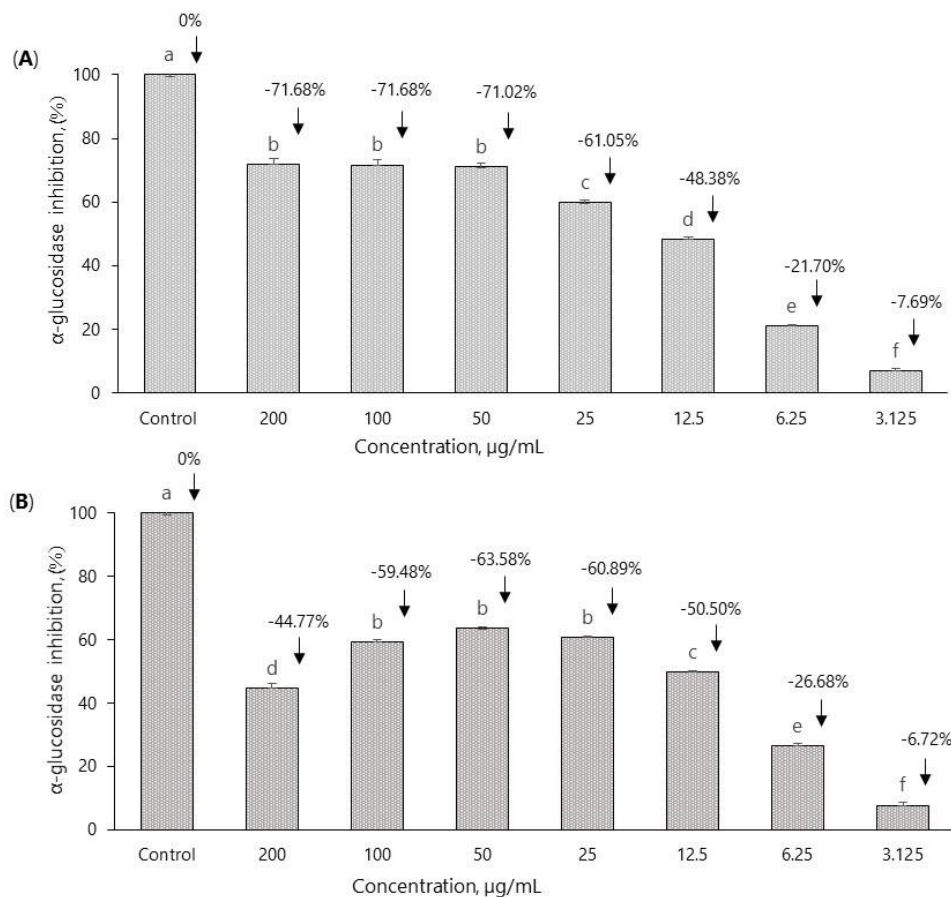 0%
(A)
a
-71.68% -71.68% -71.02%
-61.05%
-48.38%
-21.70%
-7.69%
b b b
c
d
e
f
α-glucosidase inhibition, (%)
100
80
60
40
20
0
Control 200 100 50 25 12.5 6.25 3.125
Concentration, µg/mL
0%
(B)
a
-44.77%
-59.48%
-63.58%
-60.89%
-50.50%
-26.68%
-6.72%
d
b
b
b
c
e
f
α-glucosidase inhibition, (%)
100
80
60
40
20
0
Control 200 100 50 25 12.5 6.25 3.125
Concentration, µg/mL